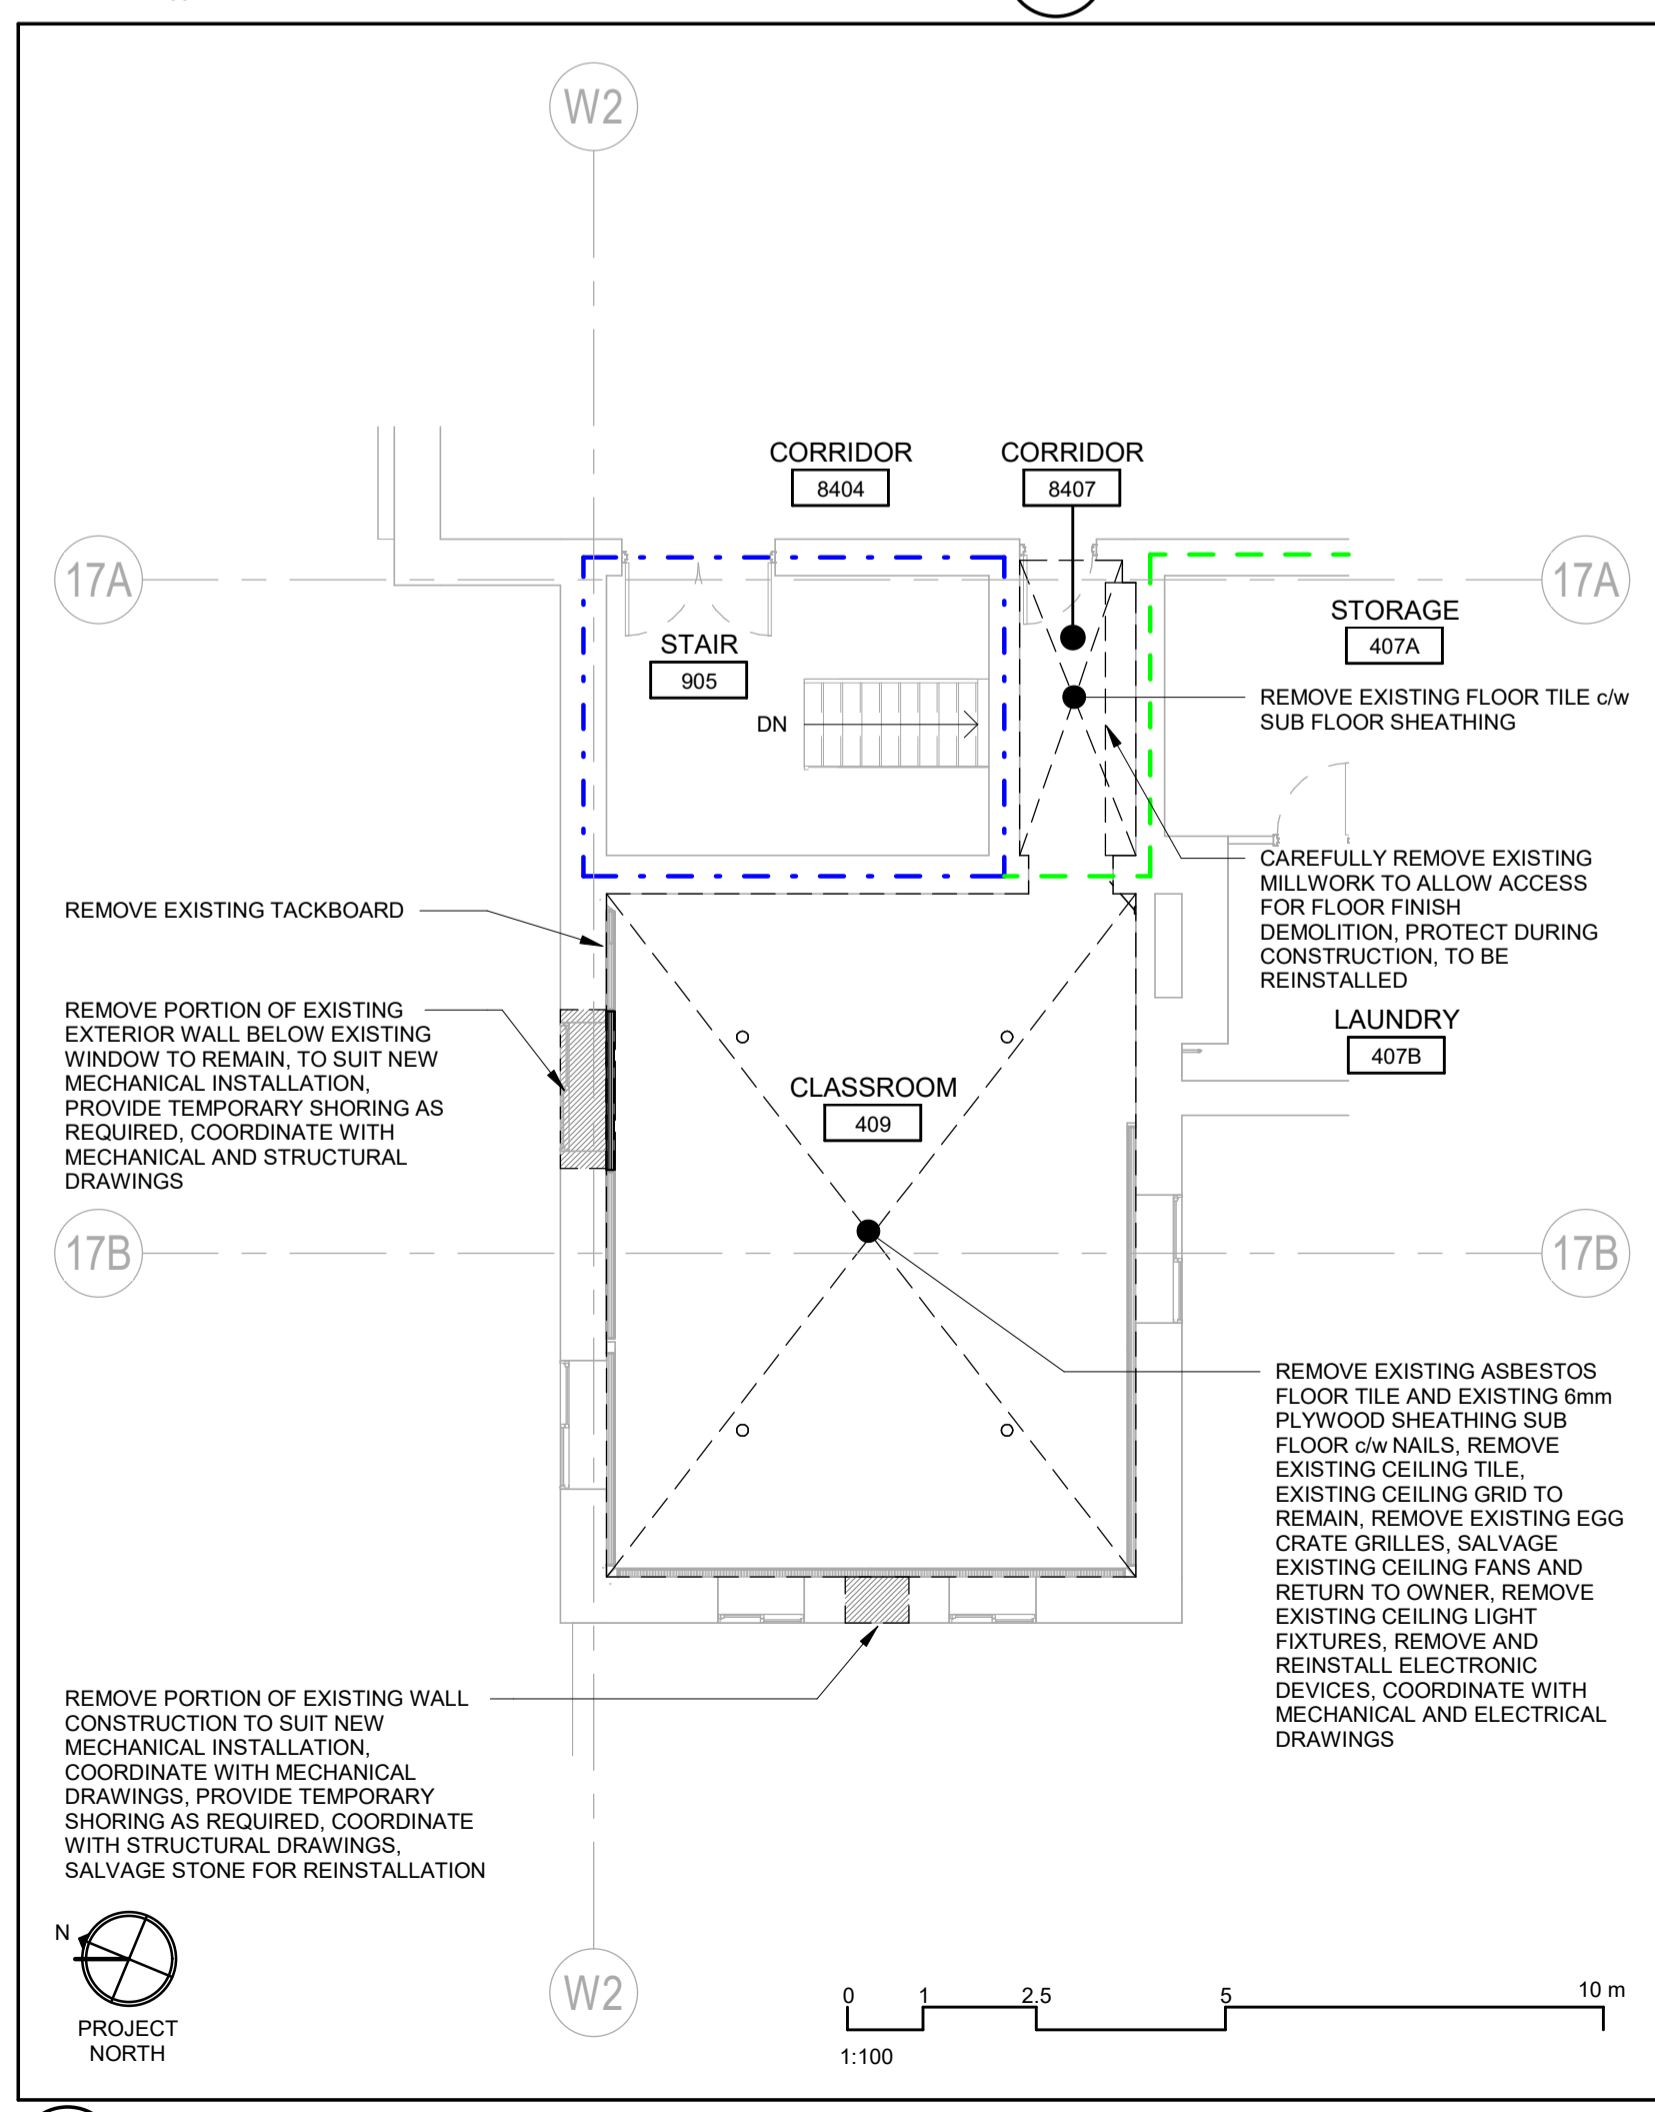 W2
CORRIDOR
8404
CORRIDOR
8407
17A
17A
STORAGE
407A
STAIR
905
DN
REMOVE EXISTING FLOOR TILE c/w
SUB FLOOR SHEATHING
CAREFULLY REMOVE EXISTING
MILLWORK TO ALLOW ACCESS
FOR FLOOR FINISH
DEMOLITION, PROTECT DURING
CONSTRUCTION, TO BE
REINSTALLED
REMOVE EXISTING TACKBOARD
REMOVE PORTION OF EXISTING
EXTERIOR WALL BELOW EXISTING
WINDOW TO REMAIN, TO SUIT NEW
MECHANICAL INSTALLATION,
PROVIDE TEMPORARY SHORING AS
REQUIRED, COORDINATE WITH
MECHANICAL AND STRUCTURAL
DRAWINGS
LAUNDRY
407B
CLASSROOM
409
17B
17B
REMOVE EXISTING ASBESTOS
FLOOR TILE AND EXISTING 6mm
PLYWOOD SHEATHING SUB
FLOOR c/w NAILS, REMOVE
EXISTING CEILING TILE,
EXISTING CEILING GRID TO
REMAIN, REMOVE EXISTING EGG
CRATE GRILLES, SALVAGE
EXISTING CEILING FANS AND
RETURN TO OWNER, REMOVE
EXISTING CEILING LIGHT
FIXTURES, REMOVE AND
REINSTALL ELECTRONIC
DEVICES, COORDINATE WITH
MECHANICAL AND ELECTRICAL
DRAWINGS
REMOVE PORTION OF EXISTING WALL
CONSTRUCTION TO SUIT NEW
MECHANICAL INSTALLATION,
COORDINATE WITH MECHANICAL
DRAWINGS, PROVIDE TEMPORARY
SHORING AS REQUIRED, COORDINATE
WITH STRUCTURAL DRAWINGS,
SALVAGE STONE FOR REINSTALLATION
N
PROJECT
NORTH
W2
0 1 2.5 5 10 m
1:100